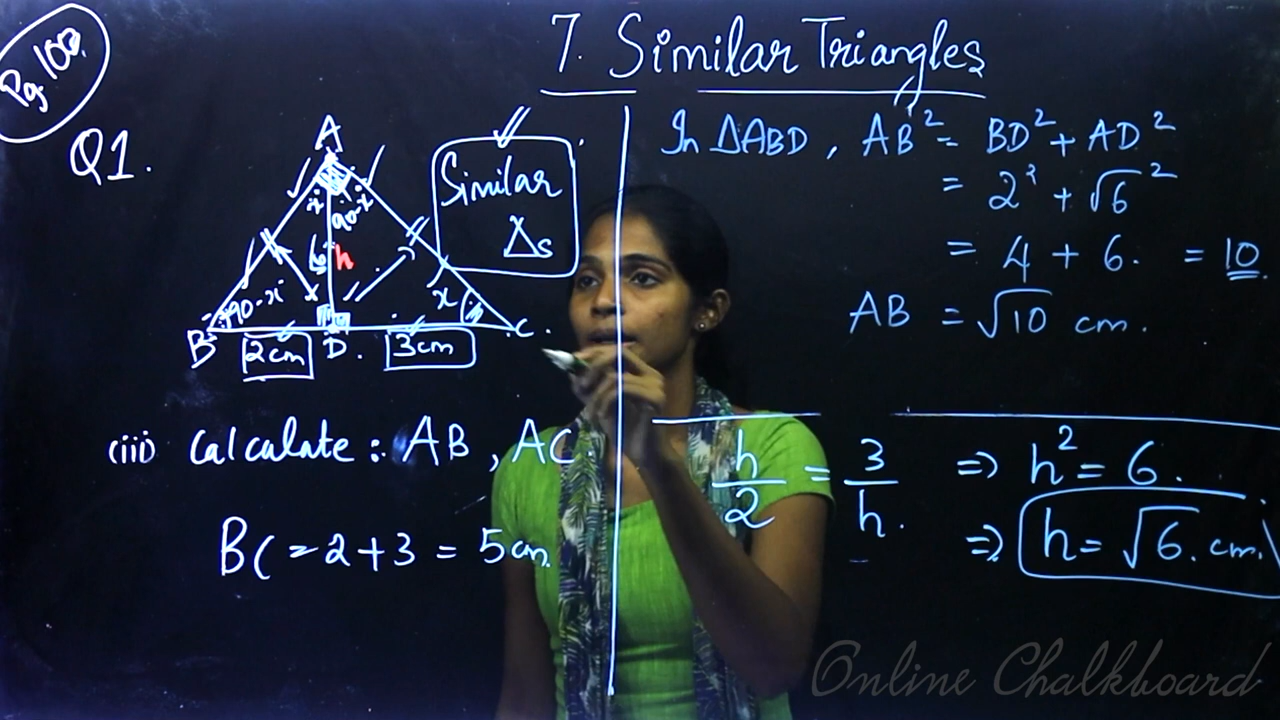 Pg 100.
7. Similar Triangles
Q1.
A
Similar
Δs
x 90-x
h
90-x x
B 2cm D. 3cm C.
(iii) Calculate: AB, AC.
BC = 2+3 = 5cm.
In ΔABD, AB² = BD² + AD²
= 2² + √6²
= 4 + 6. = 10
AB = √10 cm.
h/2 = 3/h. => h² = 6.
=> h = √6. cm.
Online Chalkboard